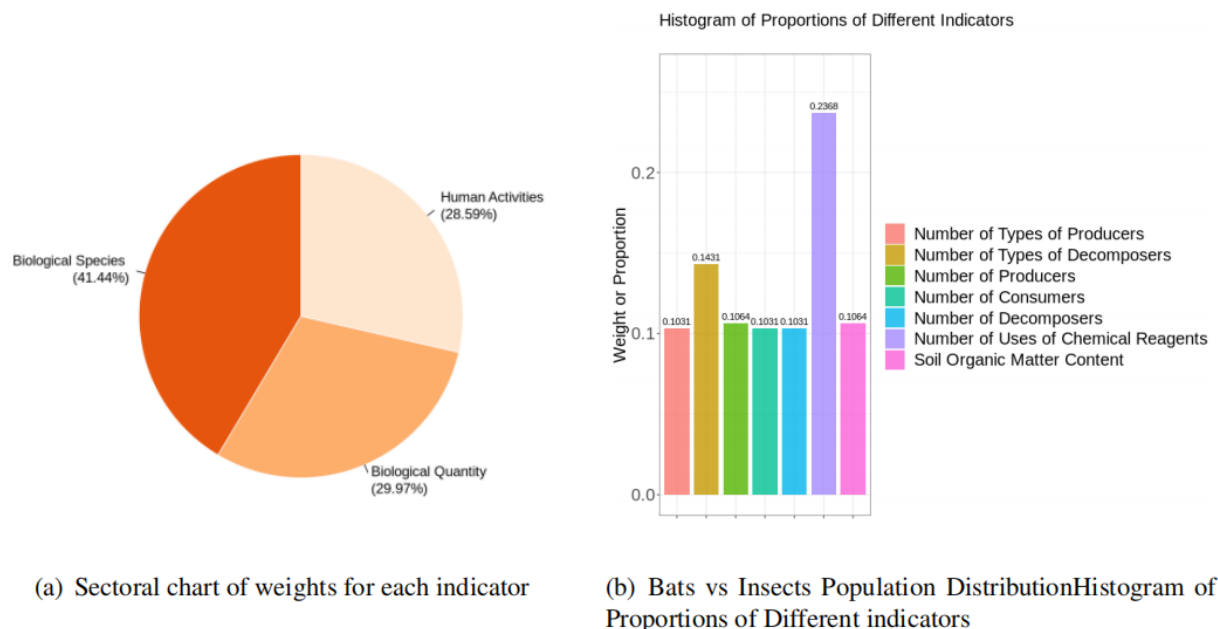 Histogram of Proportions of Different Indicators
Human Activities
(28.59%)
Biological Species
(41.44%)
Biological Quantity
(29.97%)
Weight or Proportion
0.2
0.1
0.0
0.1031
0.1431
0.1064
0.1031
0.1031
0.2368
0.1064
Number of Types of Producers
Number of Types of Decomposers
Number of Producers
Number of Consumers
Number of Decomposers
Number of Uses of Chemical Reagents
Soil Organic Matter Content
(a) Sectoral chart of weights for each indicator
(b) Bats vs Insects Population DistributionHistogram of
Proportions of Different indicators